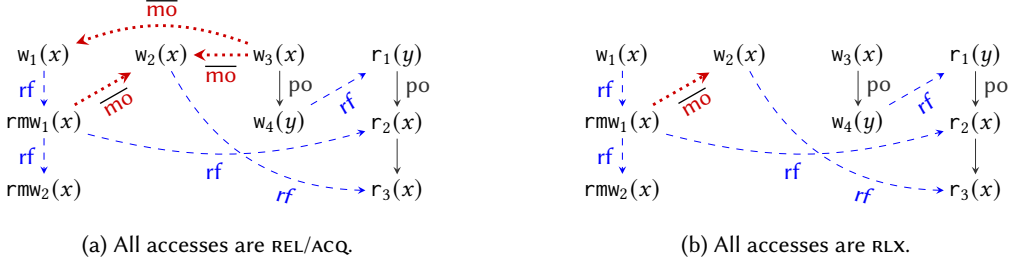 mo
w₁(x) w₂(x) w₃(x) r₁(y) w₁(x) w₂(x) w₃(x) r₁(y)
mo
rf mo po rf po rf mo po rf po
rmw₁(x) w₄(y) r₂(x) rmw₁(x) w₄(y) r₂(x)
rf rf rf rf
rmw₂(x) rf r₃(x) rmw₂(x) rf r₃(x)
(a) All accesses are REL/ACQ. (b) All accesses are RLX.